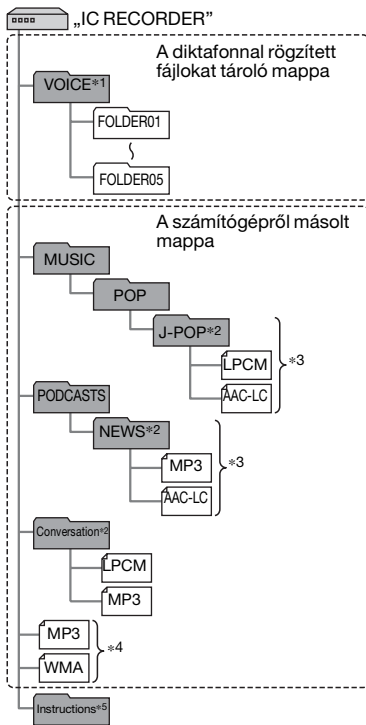 „IC RECORDER”
A diktafonnal rögzített
fájlokat tároló mappa
VOICE*1
FOLDER01
FOLDER05
A számítógépről másolt
mappa
MUSIC
POP
J-POP*2
LPCM
*3
AAC-LC
PODCASTS
NEWS*2
MP3
*3
AAC-LC
Conversation*2
LPCM
MP3
MP3
*4
WMA
Instructions*5